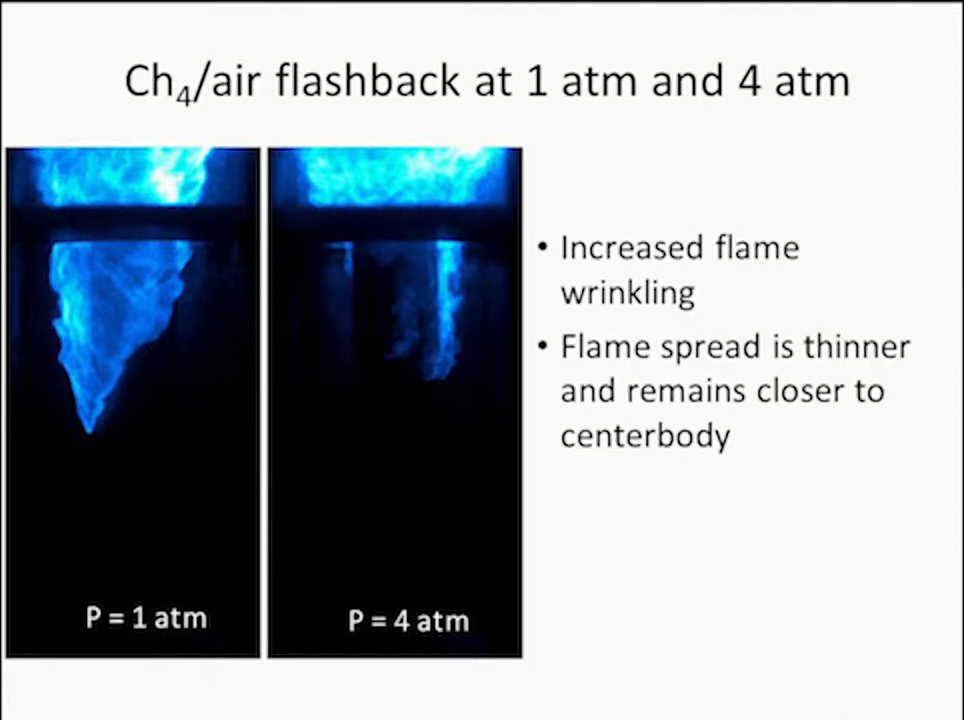 Ch₄/air flashback at 1 atm and 4 atm
• Increased flame
wrinkling
• Flame spread is thinner
and remains closer to
centerbody
P = 1 atm
P = 4 atm